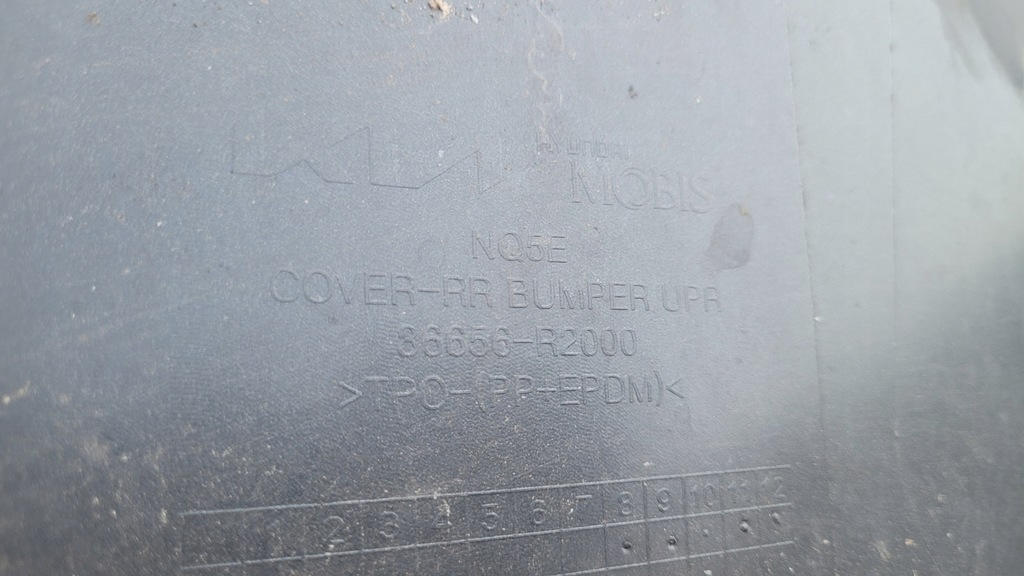 KIA HYUNDAI MOBIS
NQ5E
COVER-RR BUMPER UPR
86656-R2000
>TPO-(PP-EPDM)<
1 2 3 4 5 6 7 8 9 10 11 12